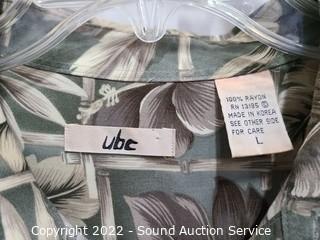 ubc
100% RAYON
RN 13195 ©
MADE IN KOREA
SEE OTHER SIDE
FOR CARE
L
Copyright 2022 - Sound Auction Service